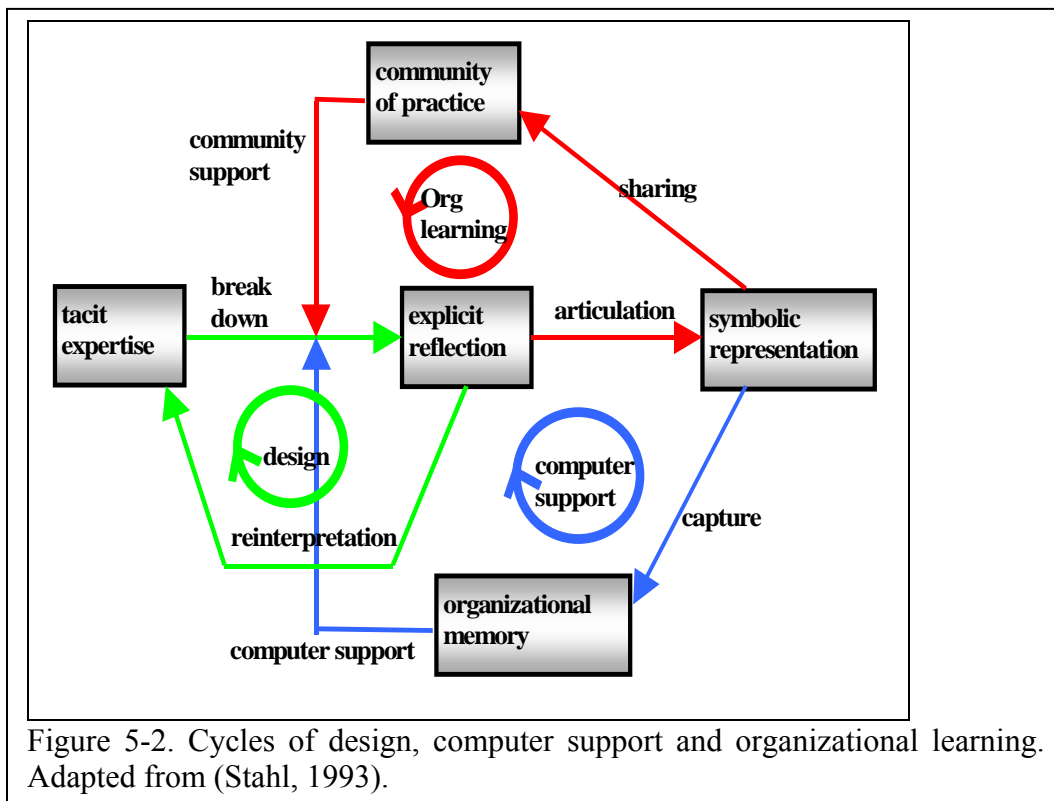 community
of practice
community
support
sharing
Org
learning
break
down
tacit
expertise
explicit
reflection
articulation
symbolic
representation
design
computer
support
capture
reinterpretation
organizational
memory
computer support
Figure 5-2. Cycles of design, computer support and organizational learning.
Adapted from (Stahl, 1993).